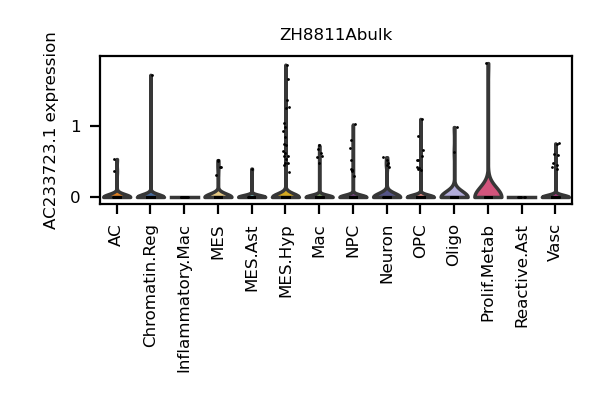 ZH8811Abulk
AC233723.1 expression
1
0
AC
Chromatin.Reg
Inflammatory.Mac
MES
MES.Ast
MES.Hyp
Mac
NPC
Neuron
OPC
Oligo
Prolif.Metab
Reactive.Ast
Vasc